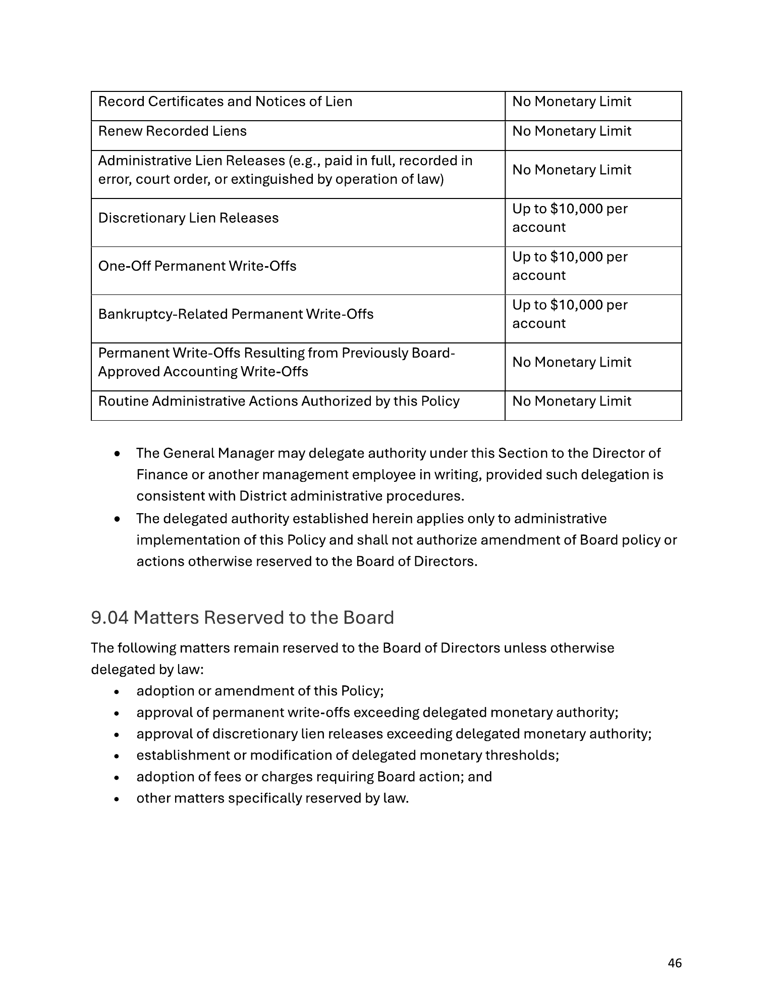 Record Certificates and Notices of Lien
No Monetary Limit
Renew Recorded Liens
No Monetary Limit
Administrative Lien Releases (e.g., paid in full, recorded in
error, court order, or extinguished by operation of law)
No Monetary Limit
Discretionary Lien Releases
Up to $10,000 per
account
One-Off Permanent Write-Offs
Up to $10,000 per
account
Bankruptcy-Related Permanent Write-Offs
Up to $10,000 per
account
Permanent Write-Offs Resulting from Previously Board-
Approved Accounting Write-Offs
No Monetary Limit
Routine Administrative Actions Authorized by this Policy
No Monetary Limit
• The General Manager may delegate authority under this Section to the Director of
Finance or another management employee in writing, provided such delegation is
consistent with District administrative procedures.
• The delegated authority established herein applies only to administrative
implementation of this Policy and shall not authorize amendment of Board policy or
actions otherwise reserved to the Board of Directors.
9.04 Matters Reserved to the Board
The following matters remain reserved to the Board of Directors unless otherwise
delegated by law:
• adoption or amendment of this Policy;
• approval of permanent write-offs exceeding delegated monetary authority;
• approval of discretionary lien releases exceeding delegated monetary authority;
• establishment or modification of delegated monetary thresholds;
• adoption of fees or charges requiring Board action; and
• other matters specifically reserved by law.
46